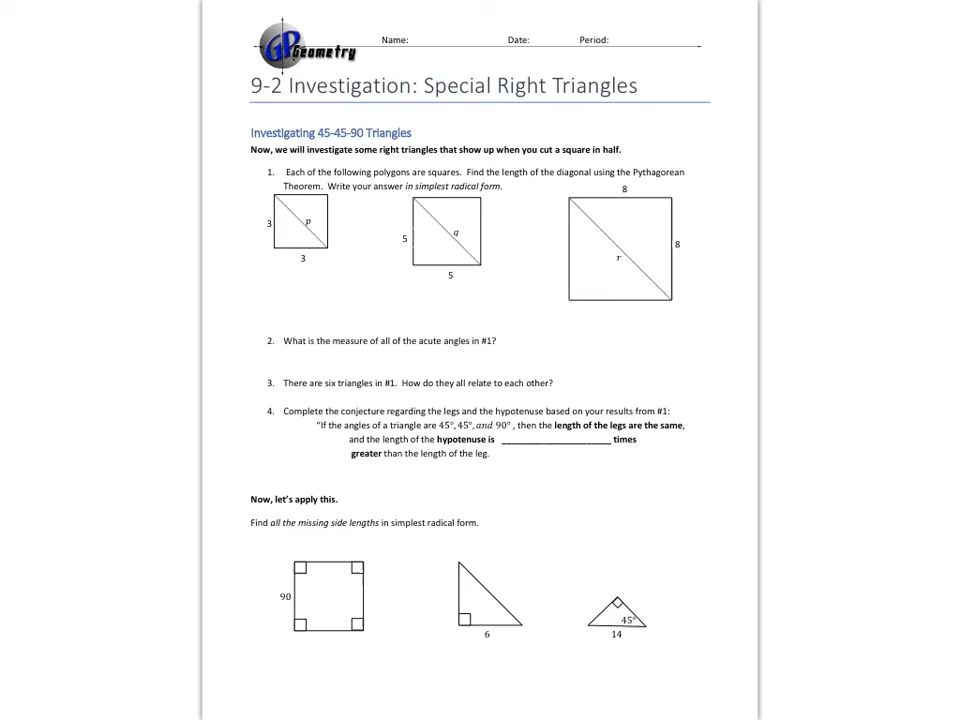 Name: Date: Period:
GP Geometry
9-2 Investigation: Special Right Triangles
Investigating 45-45-90 Triangles
Now, we will investigate some right triangles that show up when you cut a square in half.
1. Each of the following polygons are squares. Find the length of the diagonal using the Pythagorean
Theorem. Write your answer in simplest radical form.
3 p
3
5 q
5
8
8
r
2. What is the measure of all of the acute angles in #1?
3. There are six triangles in #1. How do they all relate to each other?
4. Complete the conjecture regarding the legs and the hypotenuse based on your results from #1:
“If the angles of a triangle are 45°, 45°, and 90° , then the length of the legs are the same,
and the length of the hypotenuse is ______________________ times
greater than the length of the leg.
Now, let’s apply this.
Find all the missing side lengths in simplest radical form.
90
6
45°
14